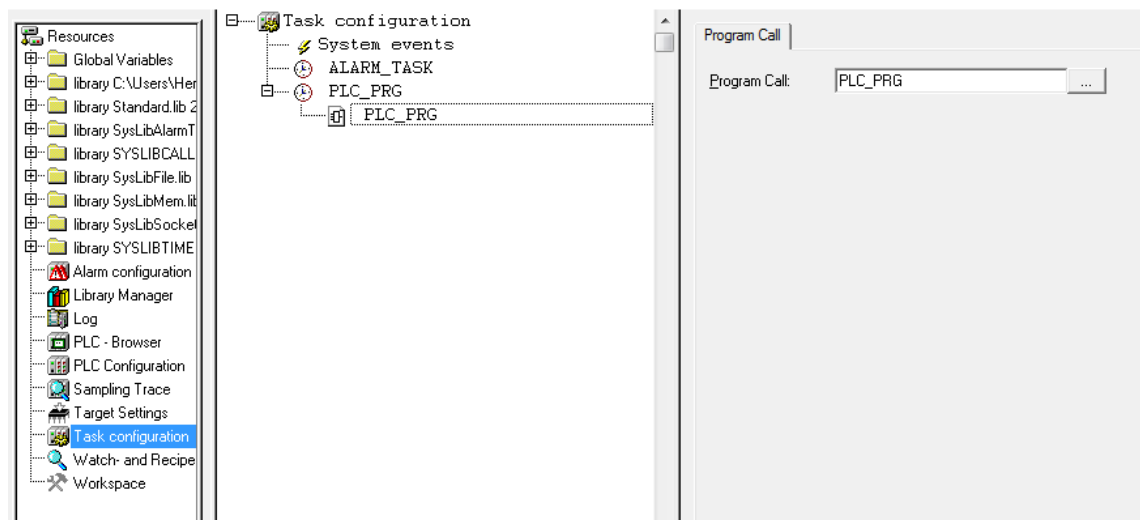 Resources
Global Variables
library C:\Users\Her
library Standard.lib 2
library SysLibAlarmT
library SYSLIBCALL
library SysLibFile.lib
library SysLibMem.lib
library SysLibSocket
library SYSLIBTIME
Alarm configuration
Library Manager
Log
PLC - Browser
PLC Configuration
Sampling Trace
Target Settings
Task configuration
Watch- and Recipe
Workspace
Task configuration
System events
ALARM_TASK
PLC_PRG
PLC_PRG
Program Call
Program Call: PLC_PRG ...